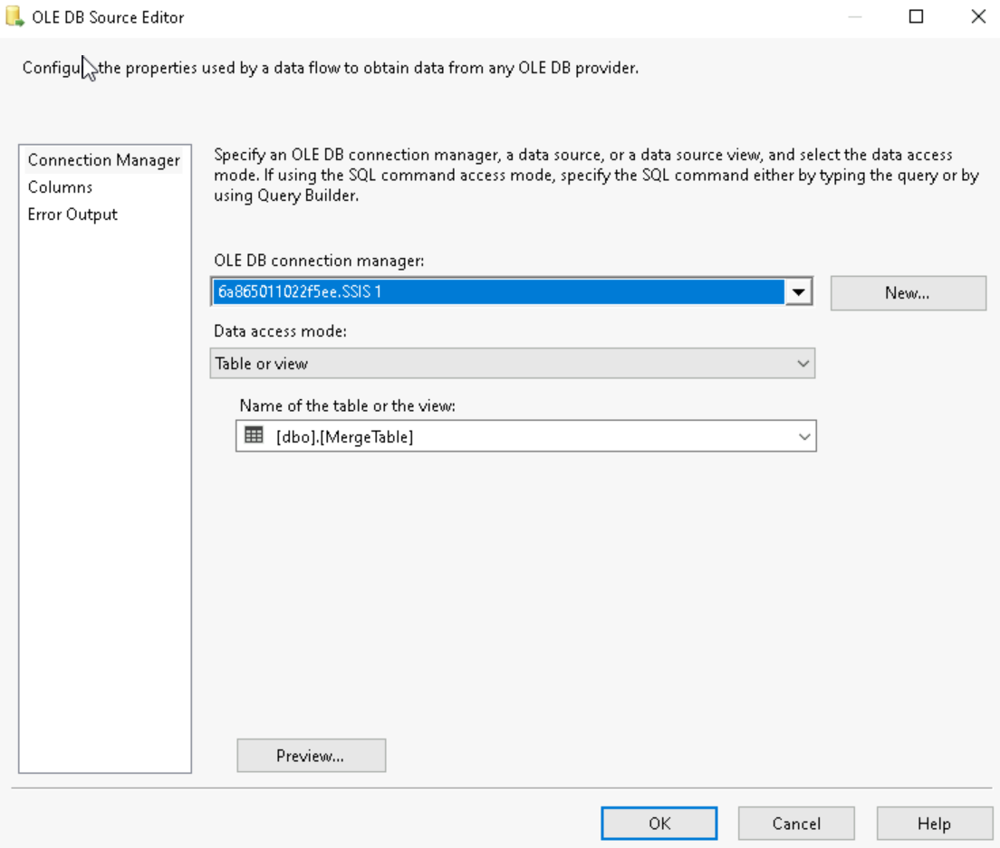 OLE DB Source Editor
Configure the properties used by a data flow to obtain data from any OLE DB provider.
Connection Manager
Columns
Error Output
Specify an OLE DB connection manager, a data source, or a data source view, and select the data access
mode. If using the SQL command access mode, specify the SQL command either by typing the query or by
using Query Builder.
OLE DB connection manager:
6a865011022f5ee.SSIS 1
New...
Data access mode:
Table or view
Name of the table or the view:
[dbo].[MergeTable]
Preview...
OK
Cancel
Help